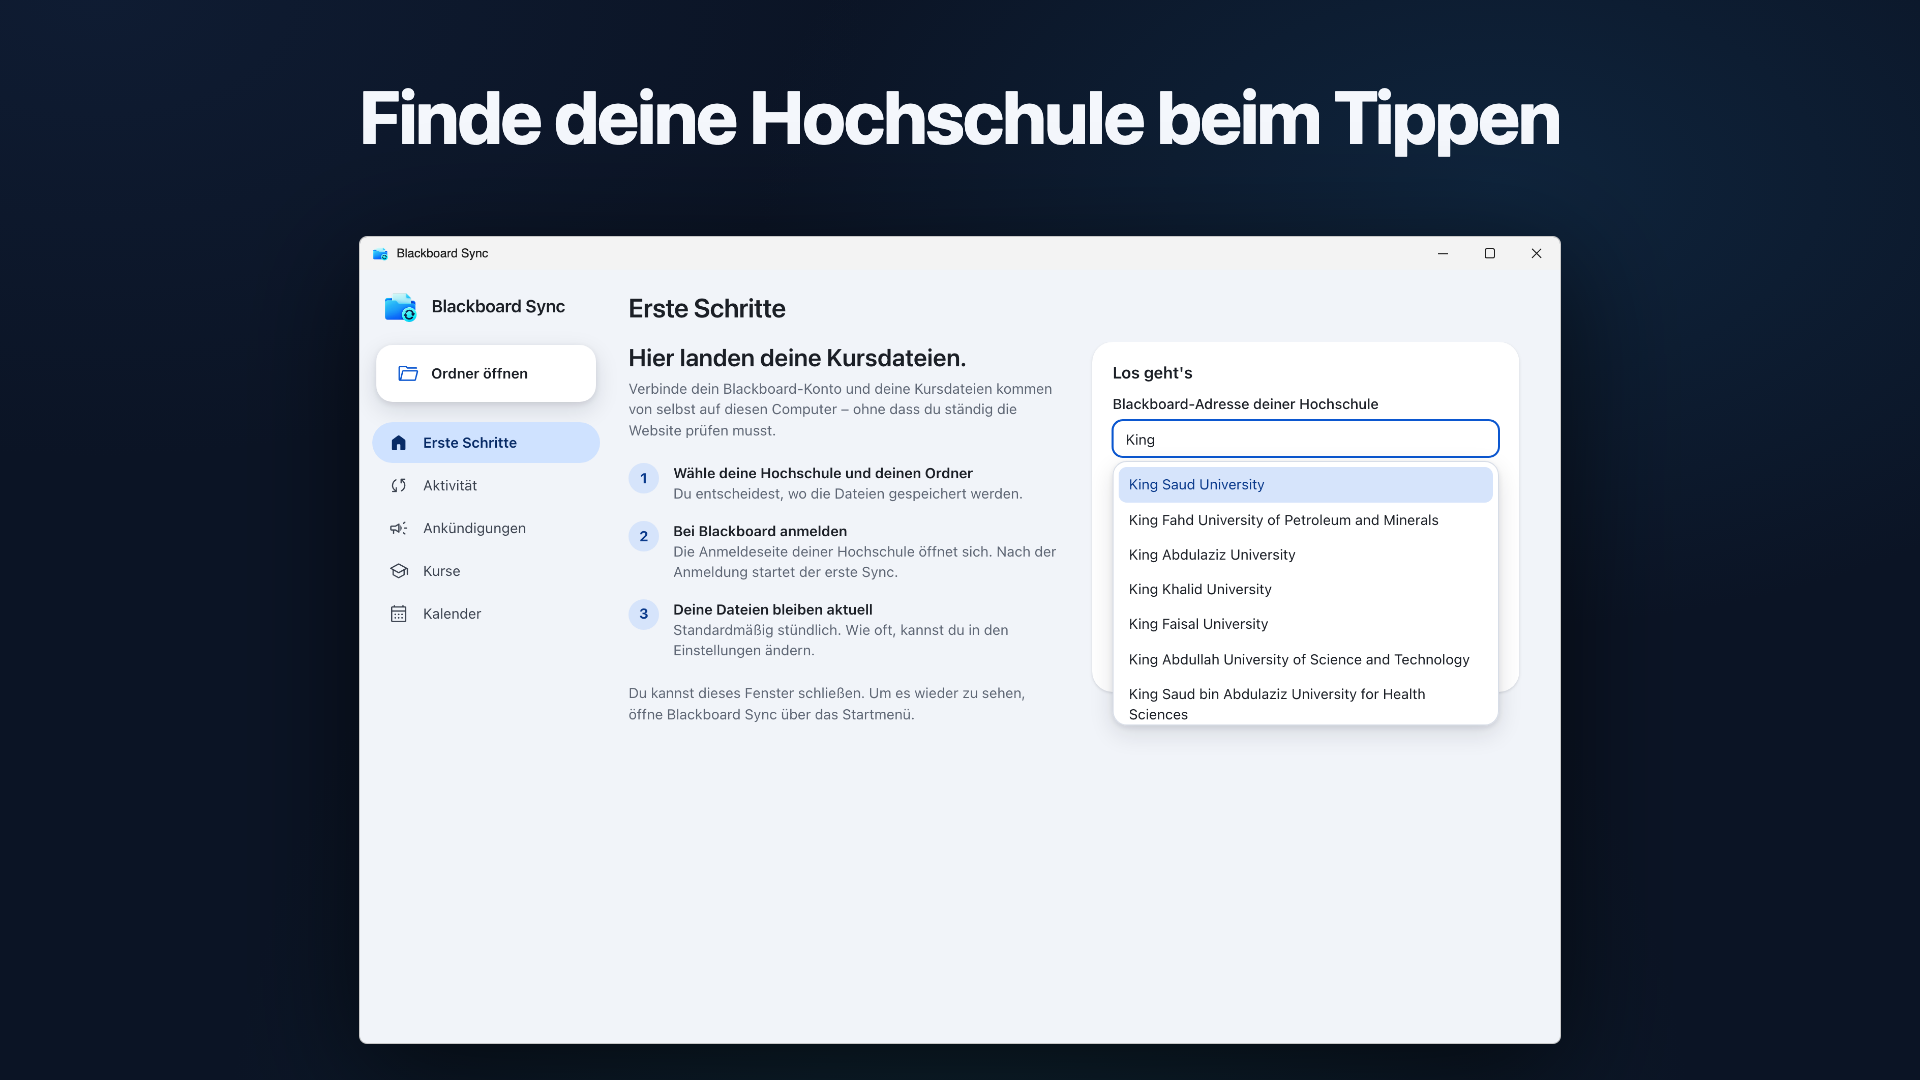 Finde deine Hochschule beim Tippen
Blackboard Sync
Blackboard Sync
Ordner öffnen
Erste Schritte
Aktivität
Ankündigungen
Kurse
Kalender
Erste Schritte
Hier landen deine Kursdateien.
Verbinde dein Blackboard-Konto und deine Kursdateien kommen
von selbst auf diesen Computer – ohne dass du ständig die
Website prüfen musst.
1
Wähle deine Hochschule und deinen Ordner
Du entscheidest, wo die Dateien gespeichert werden.
2
Bei Blackboard anmelden
Die Anmeldeseite deiner Hochschule öffnet sich. Nach der
Anmeldung startet der erste Sync.
3
Deine Dateien bleiben aktuell
Standardmäßig stündlich. Wie oft, kannst du in den
Einstellungen ändern.
Du kannst dieses Fenster schließen. Um es wieder zu sehen,
öffne Blackboard Sync über das Startmenü.
Los geht's
Blackboard-Adresse deiner Hochschule
King
King Saud University
King Fahd University of Petroleum and Minerals
King Abdulaziz University
King Khalid University
King Faisal University
King Abdullah University of Science and Technology
King Saud bin Abdulaziz University for Health
Sciences